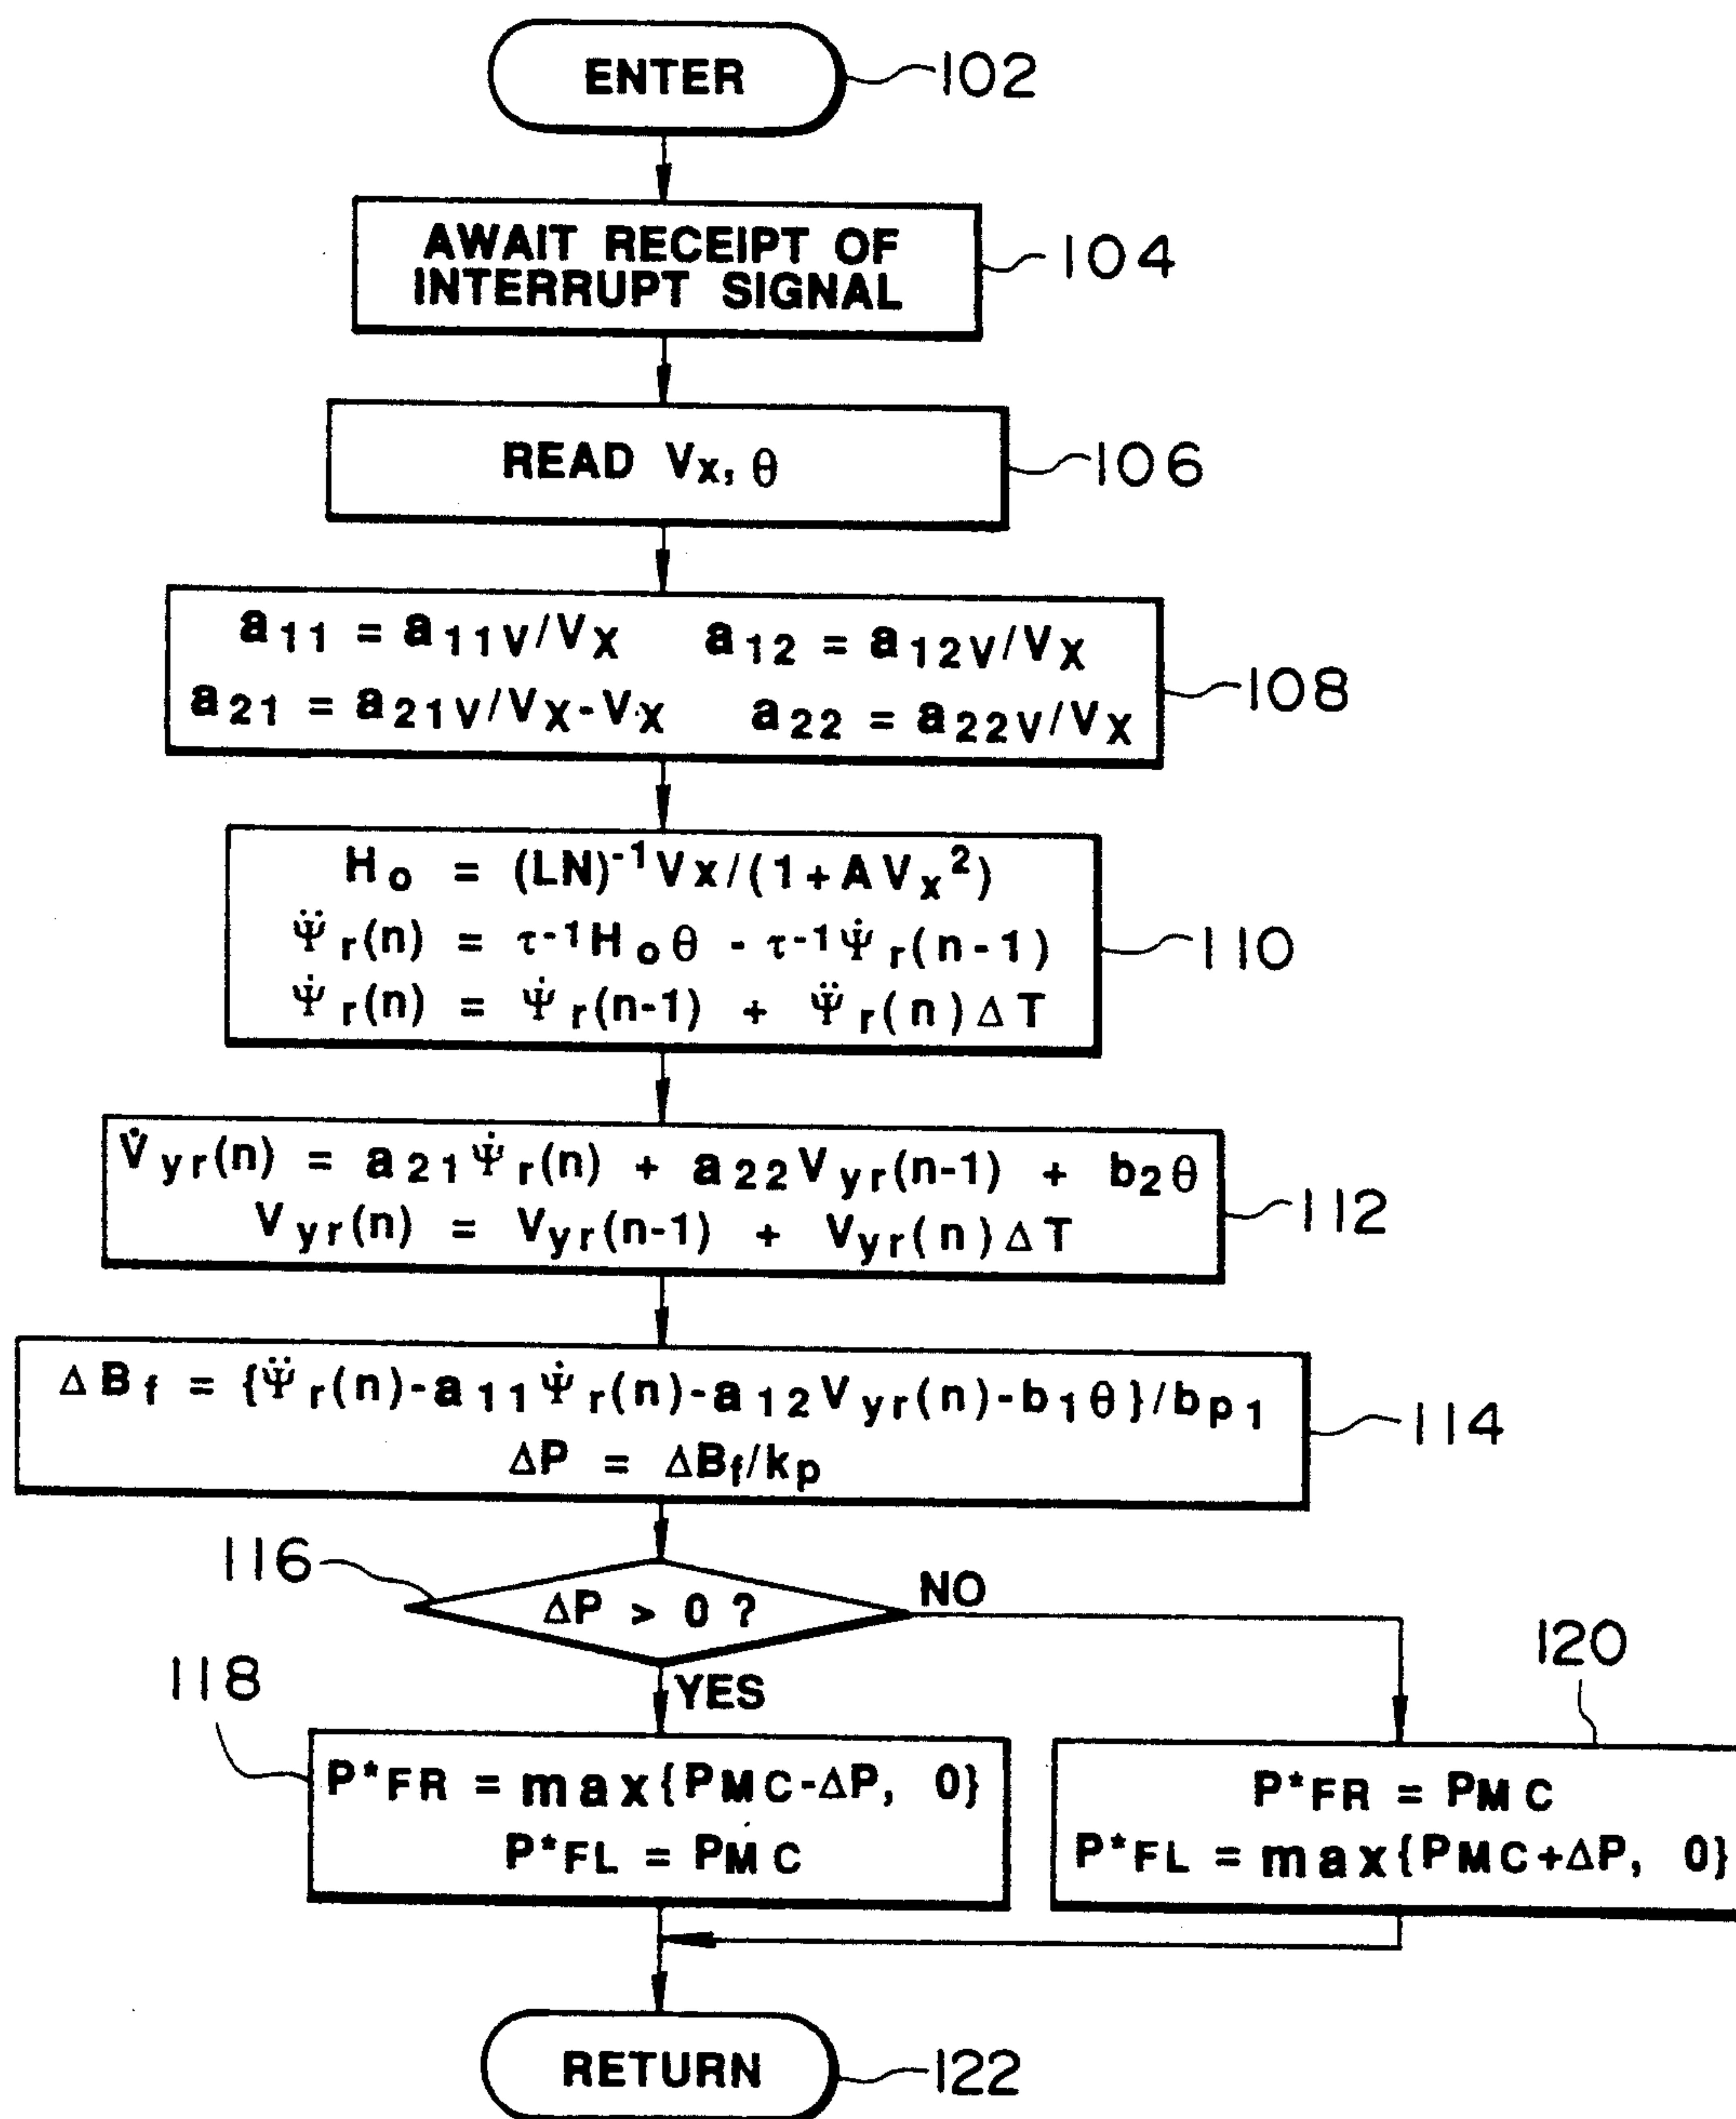 ENTER
102
AWAIT RECEIPT OF
INTERRUPT SIGNAL
104
READ Vx, θ
106
a11 = a11V/VX a12 = a12V/VX
a21 = a21V/VX-VX a22 = a22V/VX
108
Ho = (LN)⁻¹VX/(1+AVx²)
Ψ̈r(n) = τ⁻¹Hoθ - τ⁻¹Ψ̇r(n-1)
Ψ̇r(n) = Ψ̇r(n-1) + Ψ̈r(n)ΔT
110
V̇yr(n) = a21Ψ̇r(n) + a22Vyr(n-1) + b2θ
Vyr(n) = Vyr(n-1) + Vyr(n)ΔT
112
ΔBf = {Ψ̈r(n)-a11Ψ̇r(n)-a12Vyr(n)-b1θ}/bp1
ΔP = ΔBf/kp
114
116
ΔP > 0 ?
NO
YES
118
120
P*FR = max{PMC-ΔP, 0}
P*FL = PMC
P*FR = PMC
P*FL = max{PMC+ΔP, 0}
RETURN
122